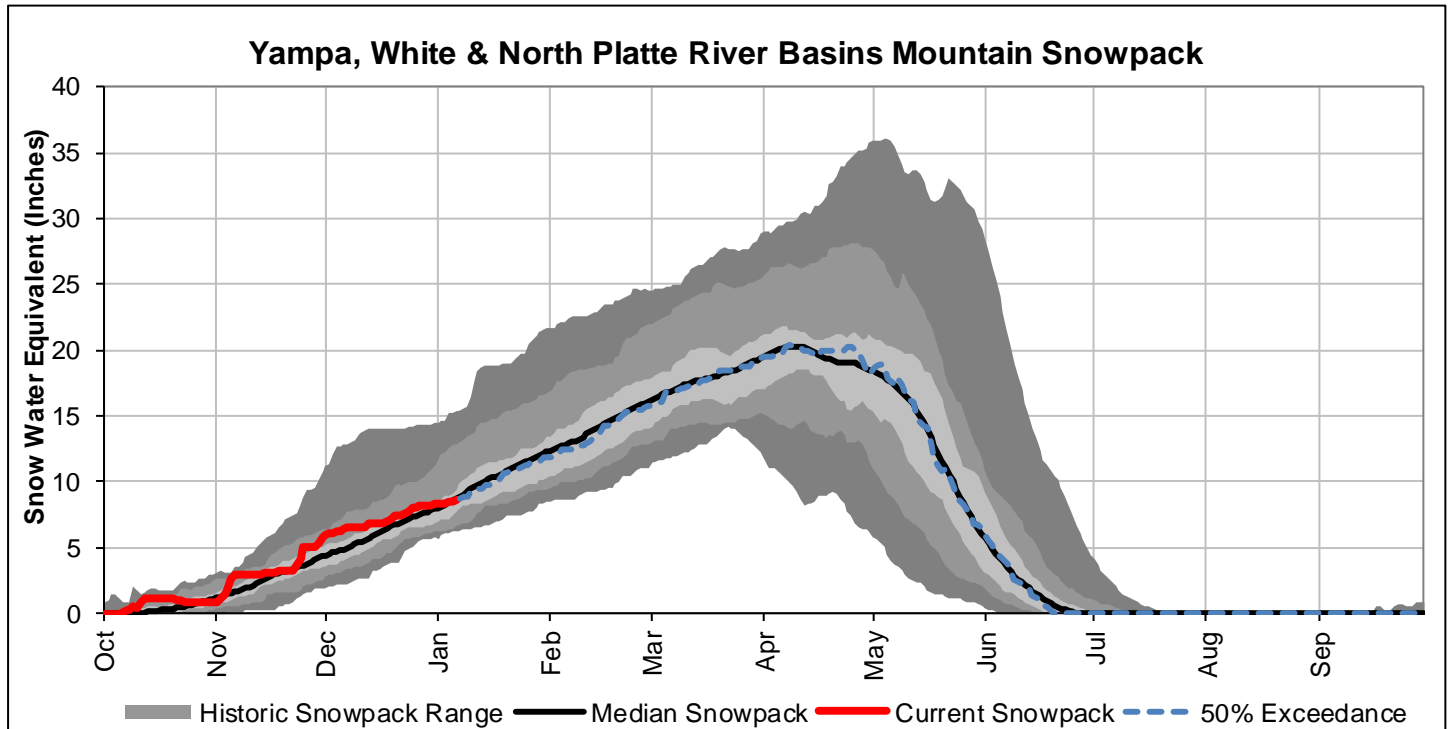 Yampa, White & North Platte River Basins Mountain Snowpack
Snow Water Equivalent (Inches)
40
35
30
25
20
15
10
5
0
Oct
Nov
Dec
Jan
Feb
Mar
Apr
May
Jun
Jul
Aug
Sep
Historic Snowpack Range Median Snowpack Current Snowpack 50% Exceedance